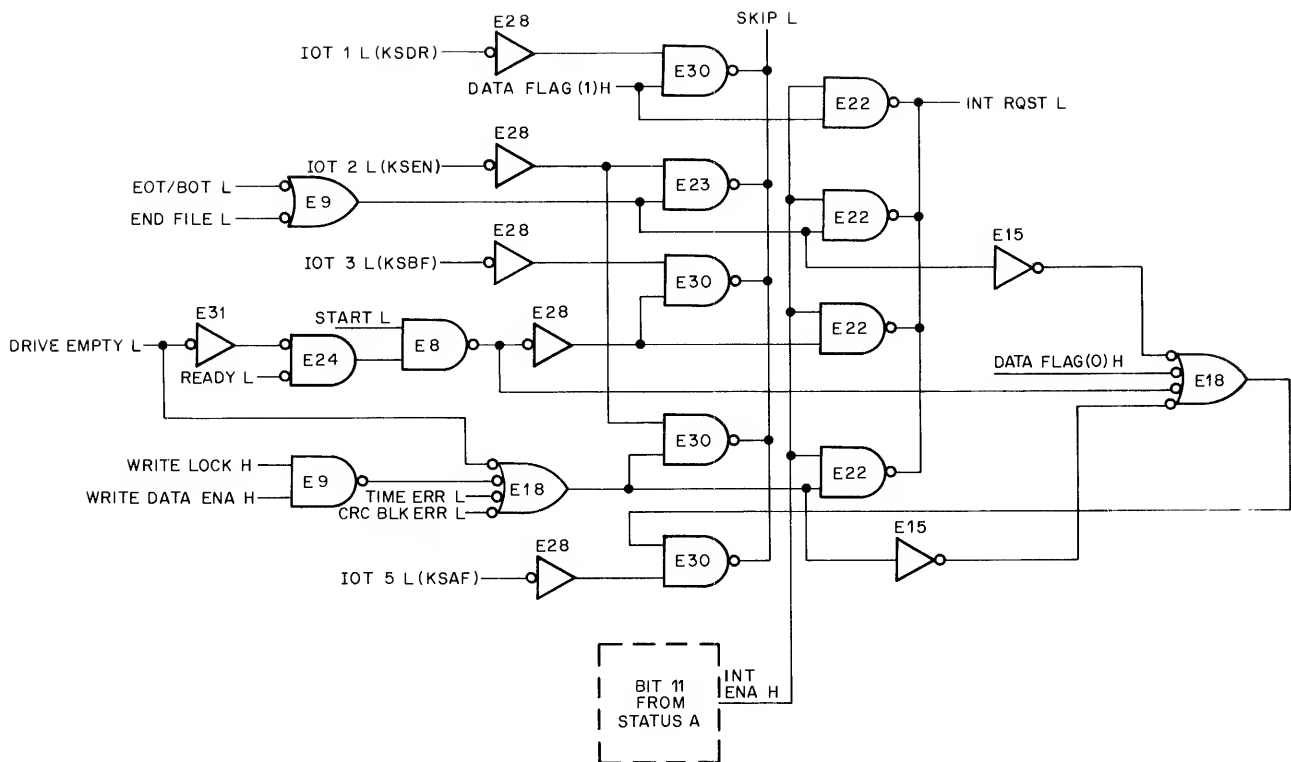 SKIP L
E28
IOT 1 L (KSDR)
E30
DATA FLAG (1) H
E22
INT RQST L
E28
IOT 2 L (KSEN)
E23
EOT/BOT L
E9
END FILE L
E22
E28
IOT 3 L (KSBF)
E30
E15
E31
START L
E28
E22
DRIVE EMPTY L
E24
E8
READY L
DATA FLAG (0) H
E18
E30
WRITE LOCK H
E9
WRITE DATA ENA H
E18
TIME ERR L
CRC BLK ERR L
E22
E15
E28
IOT 5 L (KSAF)
E30
BIT 11
FROM
STATUS A
INT
ENA H